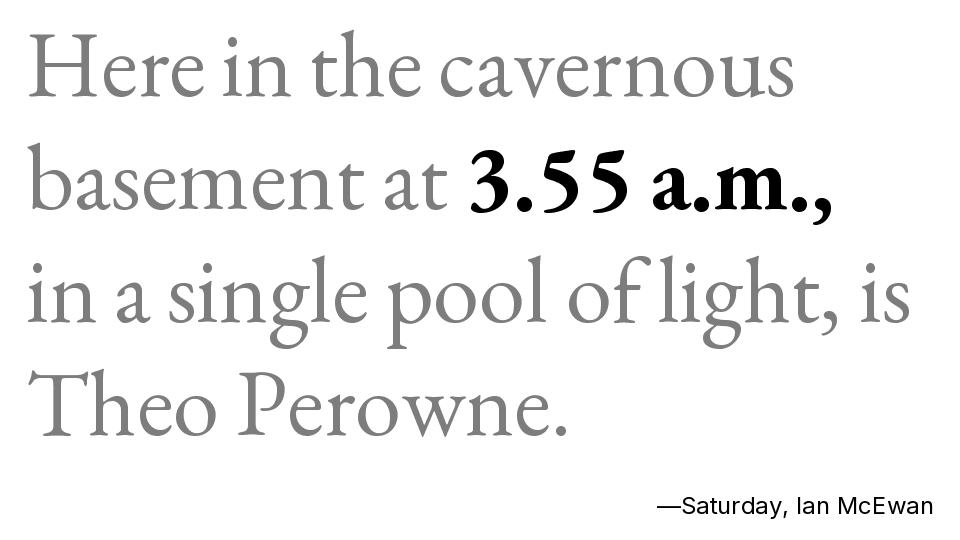 Here in the cavernous
basement at 3.55 a.m.,
in a single pool of light, is
Theo Perowne.
—Saturday, Ian McEwan